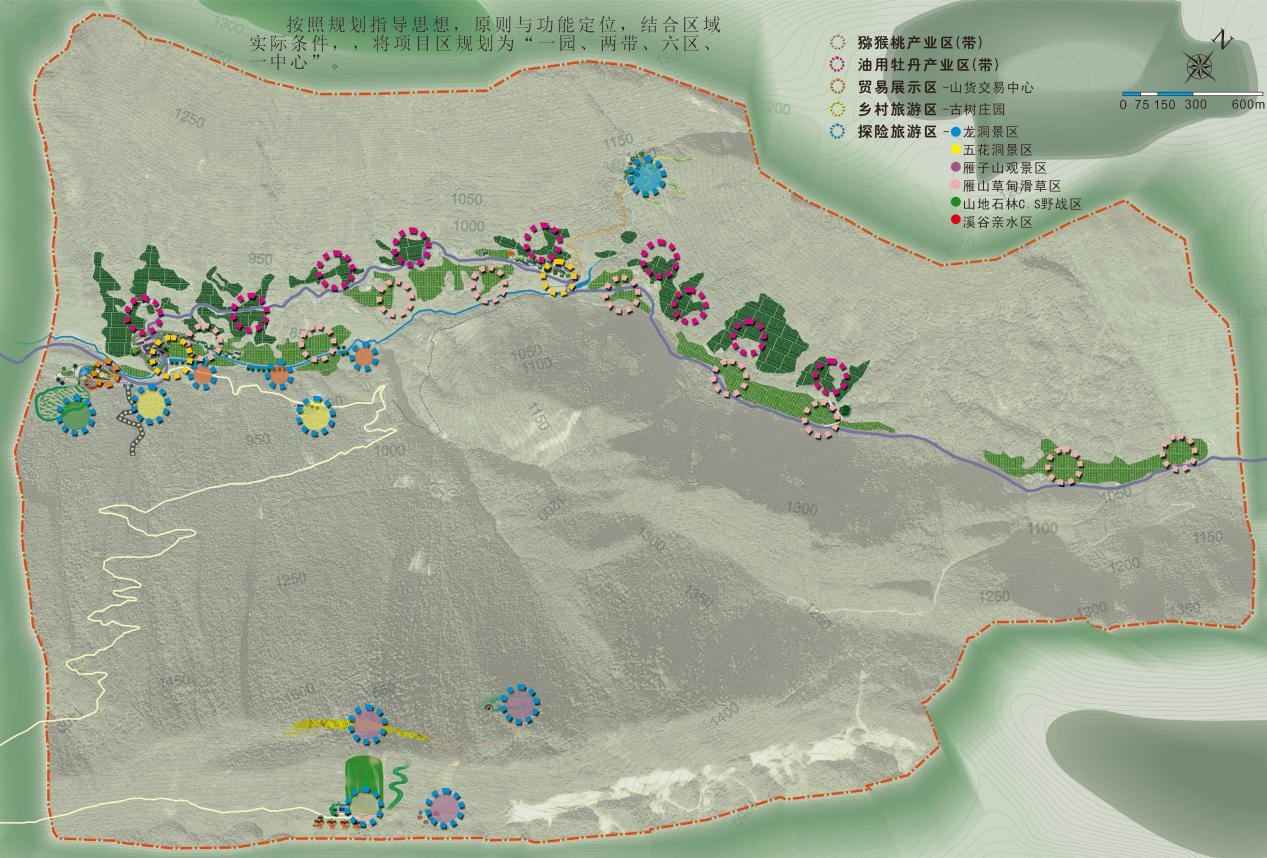 按照规划指导思想，原则与功能定位，结合区域
实际条件，，将项目区规划为“一园、两带、六区、
一中心”。
猕猴桃产业区(带)
油用牡丹产业区(带)
贸易展示区-山货交易中心
乡村旅游区-古树庄园
探险旅游区-龙洞景区
五花洞景区
雁子山观景区
雁山草甸滑草区
山地石林C.S野战区
溪谷亲水区
N
0 75 150 300 600m
1300
1250
1200
1150
1050
1000
950
1050
1100
1150
950
1000
1300
1300
1350
1250
1250
1100
1050
1150
1200
1250
1300
1350
1400